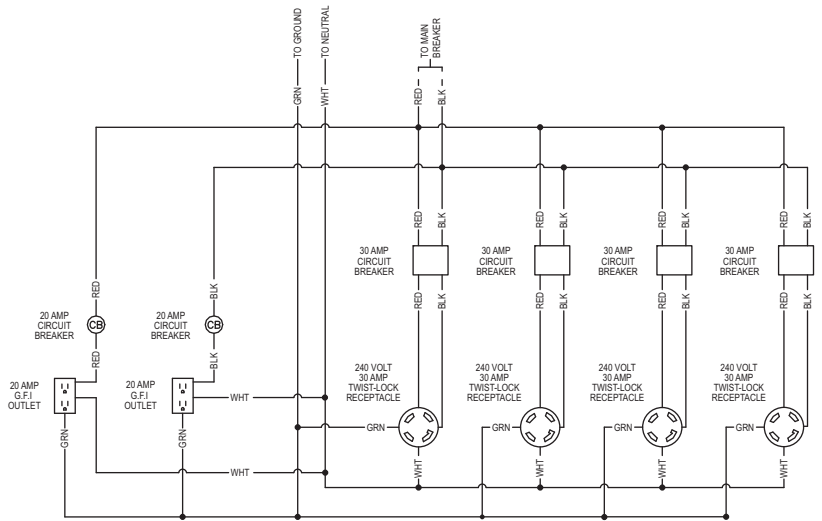 TO GROUND
TO NEUTRAL
TO MAIN
BREAKER
GRN
WHT
RED
BLK
RED
BLK
RED
BLK
RED
BLK
RED
BLK
30 AMP
CIRCUIT
BREAKER
30 AMP
CIRCUIT
BREAKER
30 AMP
CIRCUIT
BREAKER
30 AMP
CIRCUIT
BREAKER
RED
BLK
RED
BLK
RED
BLK
RED
BLK
RED
BLK
20 AMP
CIRCUIT
BREAKER
CB
20 AMP
CIRCUIT
BREAKER
CB
RED
BLK
240 VOLT
30 AMP
TWIST-LOCK
RECEPTACLE
240 VOLT
30 AMP
TWIST-LOCK
RECEPTACLE
240 VOLT
30 AMP
TWIST-LOCK
RECEPTACLE
240 VOLT
30 AMP
TWIST-LOCK
RECEPTACLE
20 AMP
G.F.I
OUTLET
20 AMP
G.F.I
OUTLET
WHT
GRN
GRN
GRN
GRN
GRN
GRN
WHT
WHT
WHT
WHT
WHT